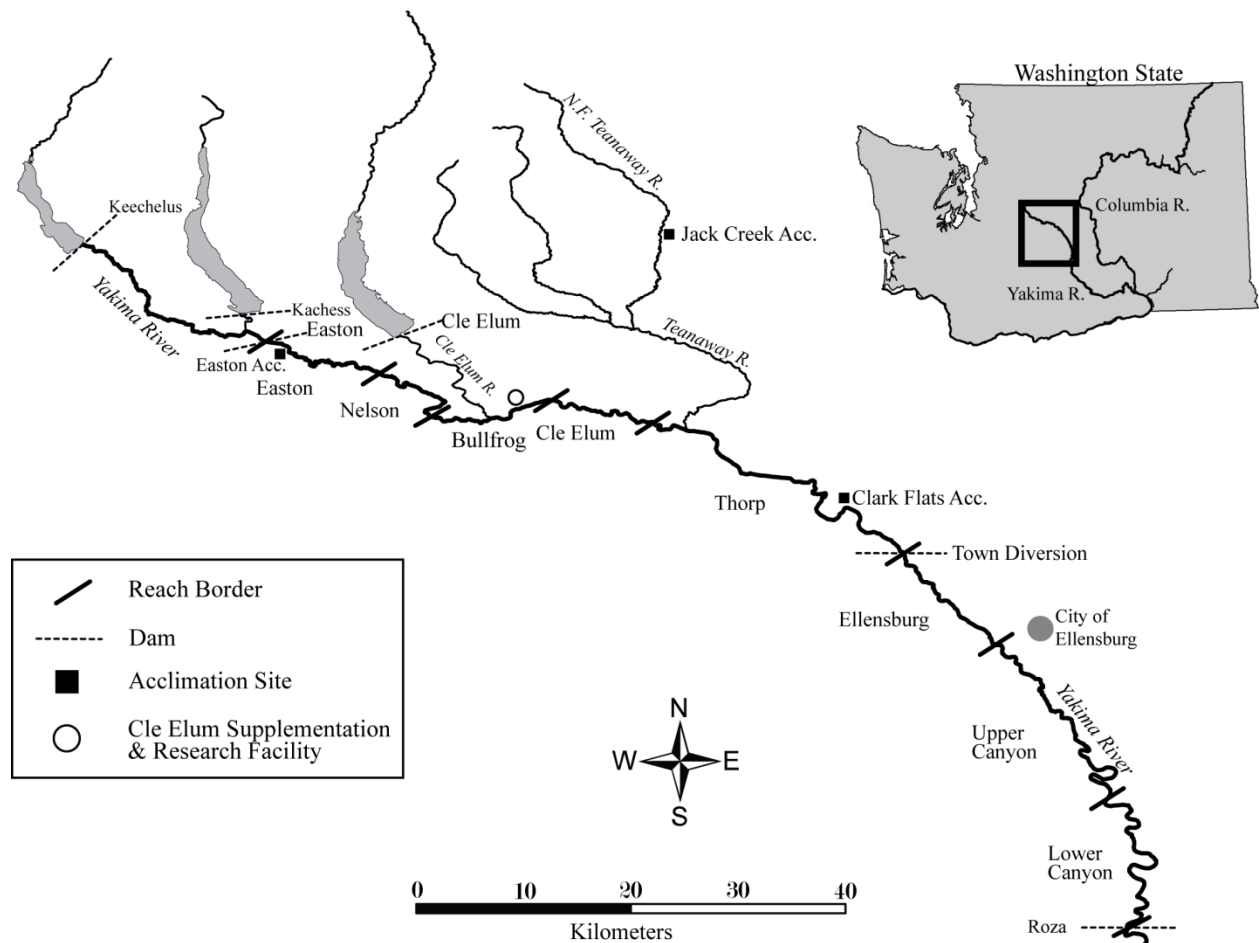 Washington State
Columbia R.
Yakima R.
N.F. Teanaway R.
Jack Creek Acc.
Keechelus
Yakima River
Kachess
Easton
Cle Elum
Teanaway R.
Easton Acc.
Easton
Cle Elum R.
Nelson
Bullfrog
Cle Elum
Thorp
Clark Flats Acc.
Town Diversion
Ellensburg
City of
Ellensburg
Yakima River
Upper
Canyon
Lower
Canyon
Roza
Reach Border
Dam
Acclimation Site
Cle Elum Supplementation
& Research Facility
N
W E
S
0 10 20 30 40
Kilometers